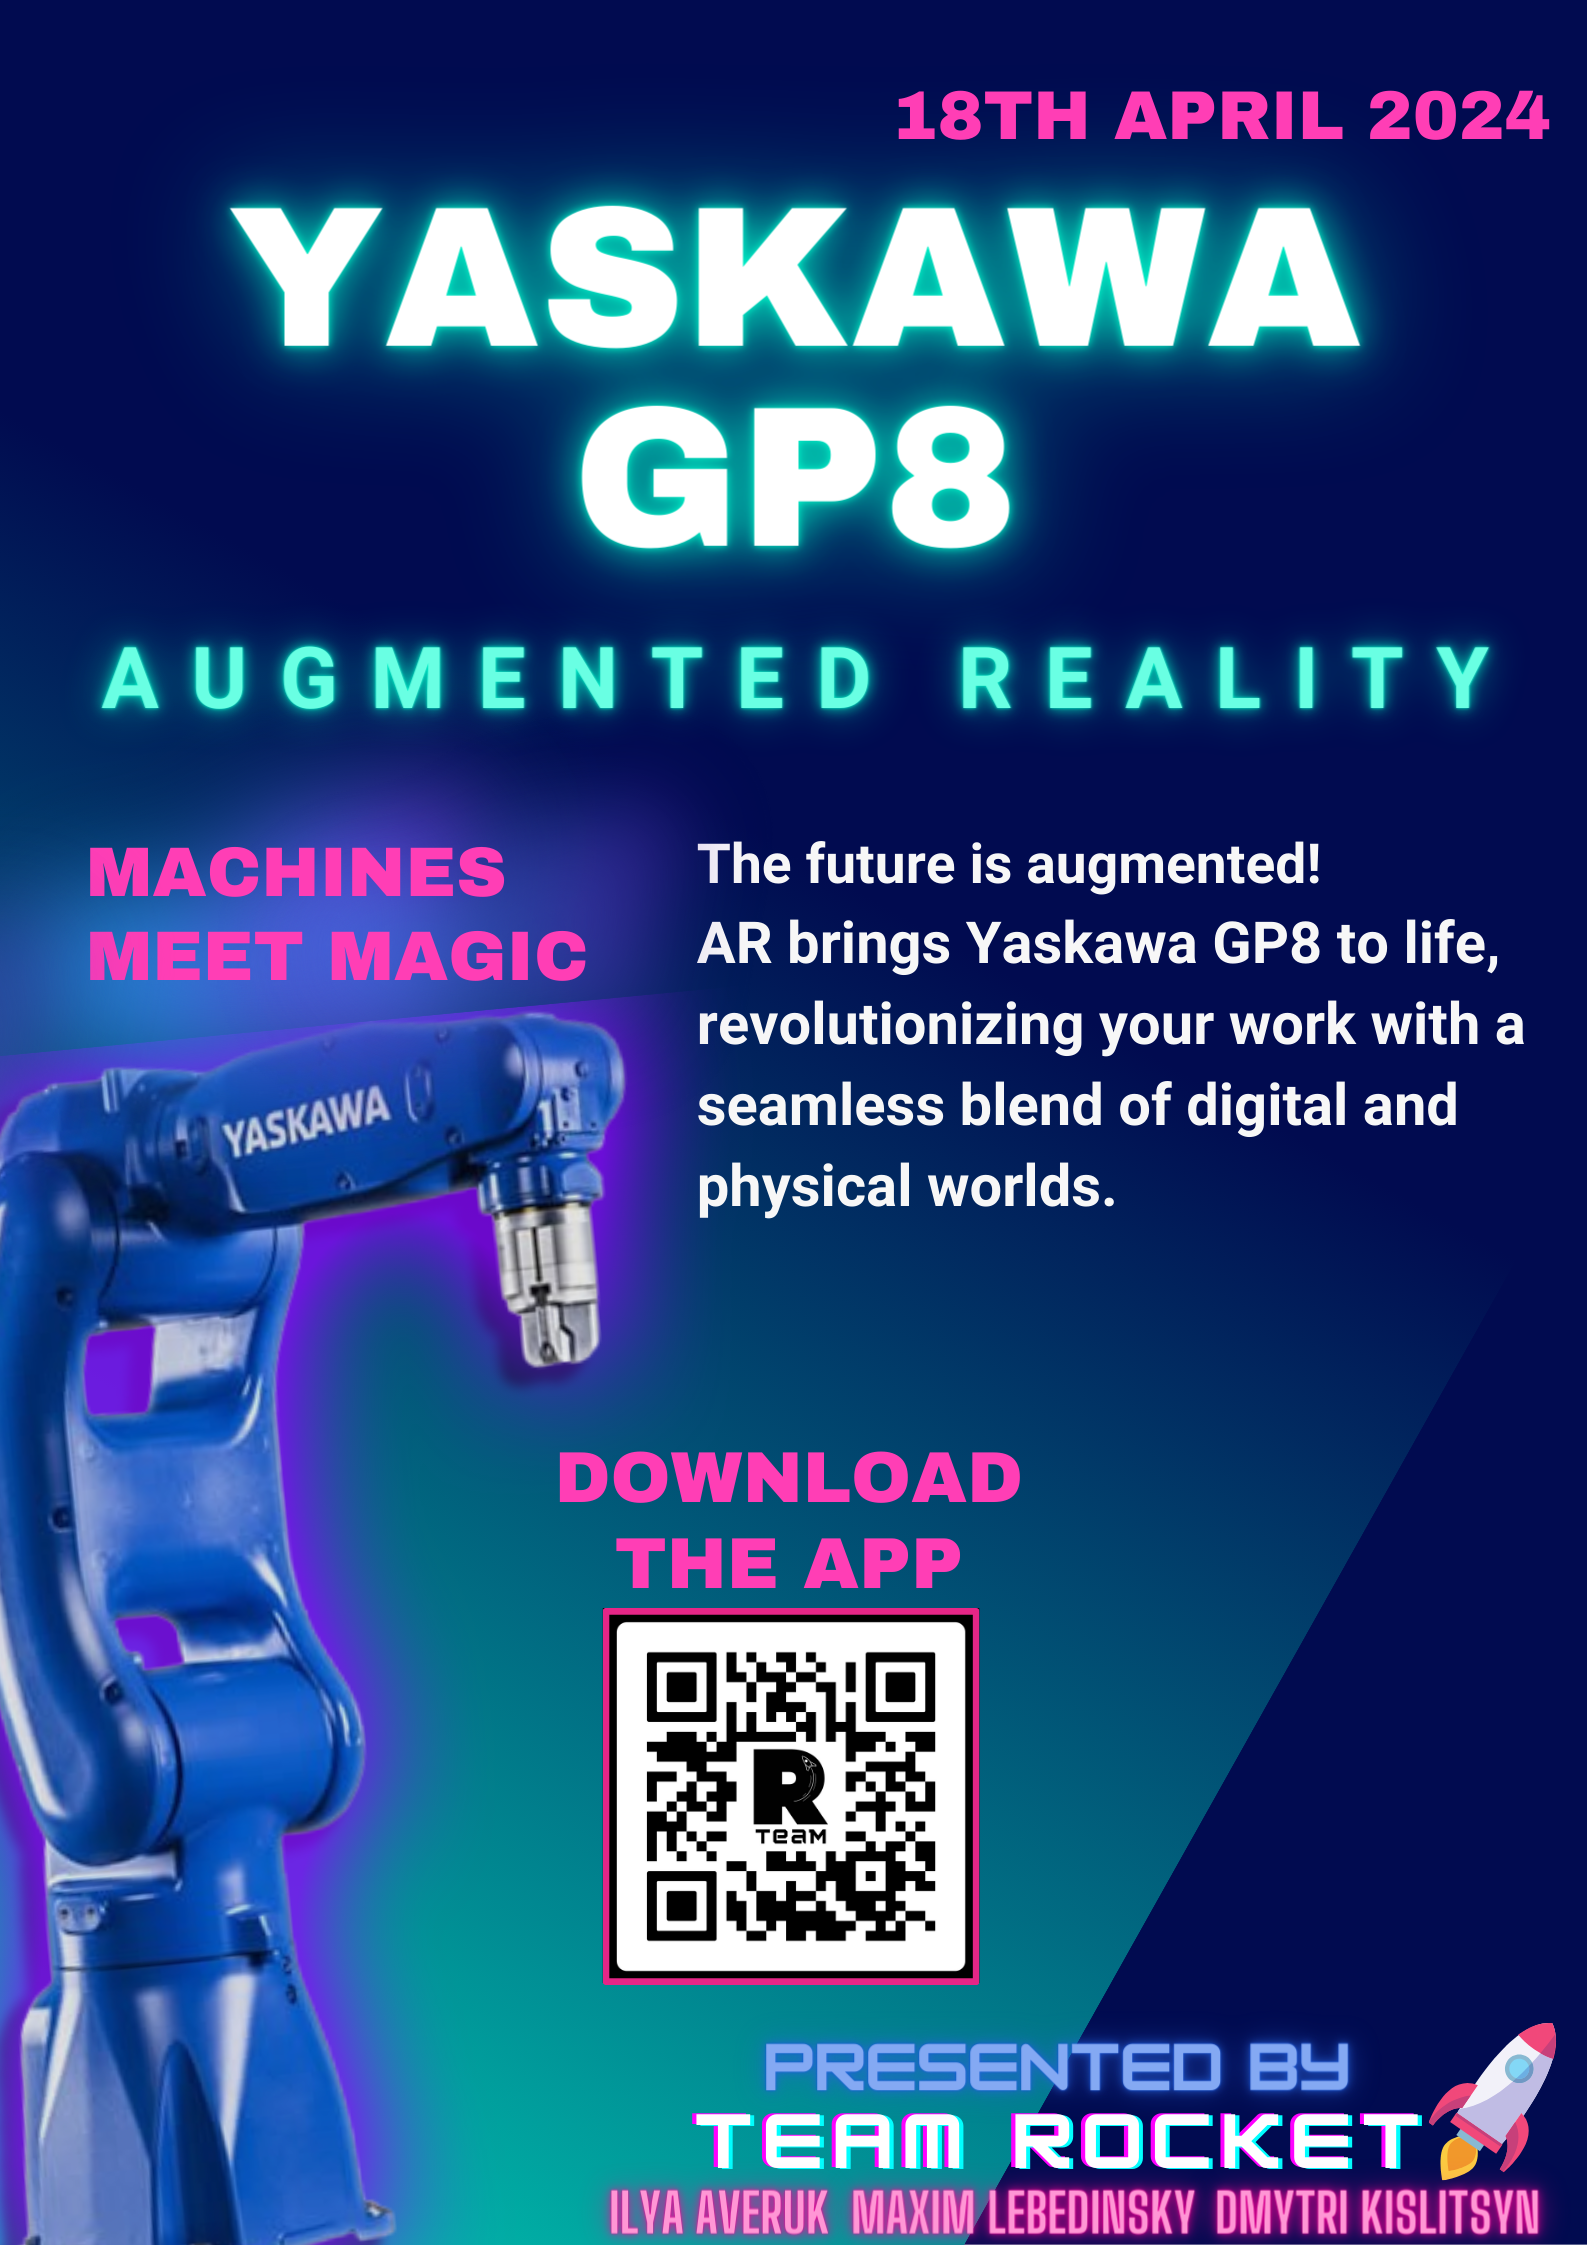 18TH APRIL 2024
YASKAWA
GP8
AUGMENTED REALITY
MACHINES
MEET MAGIC
The future is augmented!
AR brings Yaskawa GP8 to life,
revolutionizing your work with a
seamless blend of digital and
physical worlds.
YASKAWA
DOWNLOAD
THE APP
R
TEAM
PRESENTED BY
TEAM ROCKET
ILYA AVERUK MAXIM LEBEDINSKY DMYTRI KISLITSYN